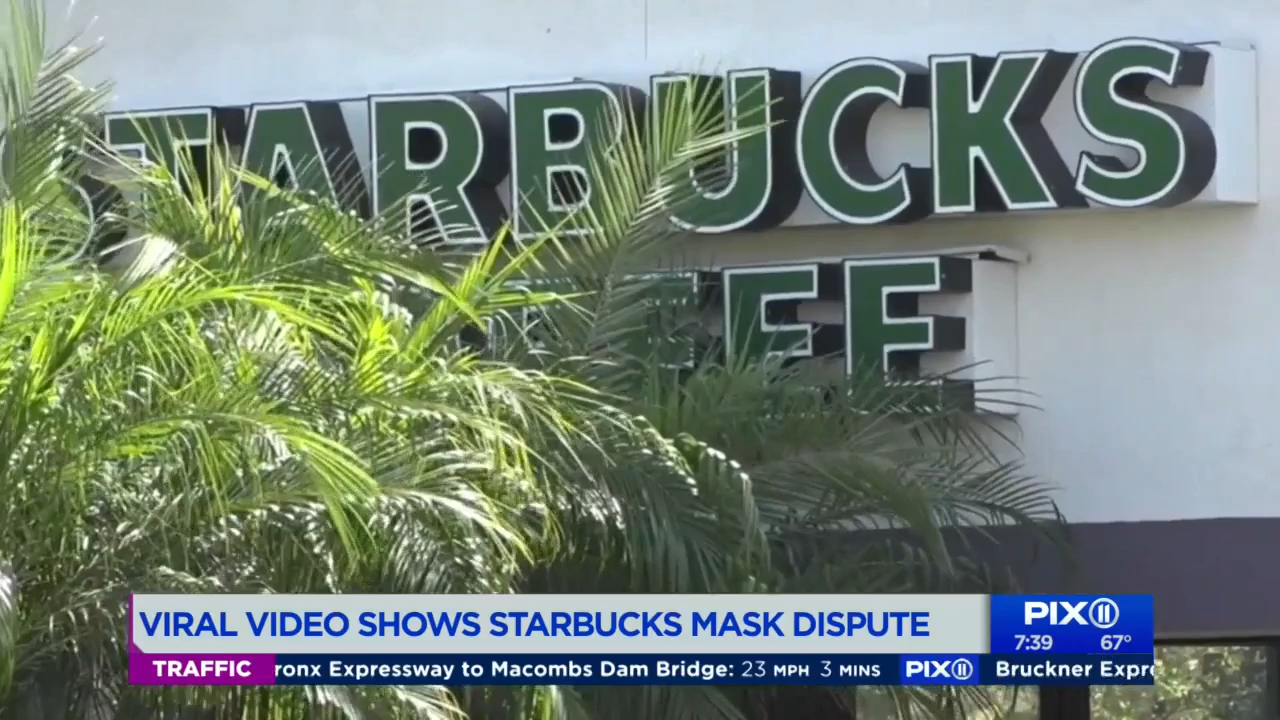 STARBUCKS
FEE
VIRAL VIDEO SHOWS STARBUCKS MASK DISPUTE
PIX11
7:39 67°
TRAFFIC ronx Expressway to Macombs Dam Bridge: 23 MPH 3 MINS PIX11 Bruckner Expre